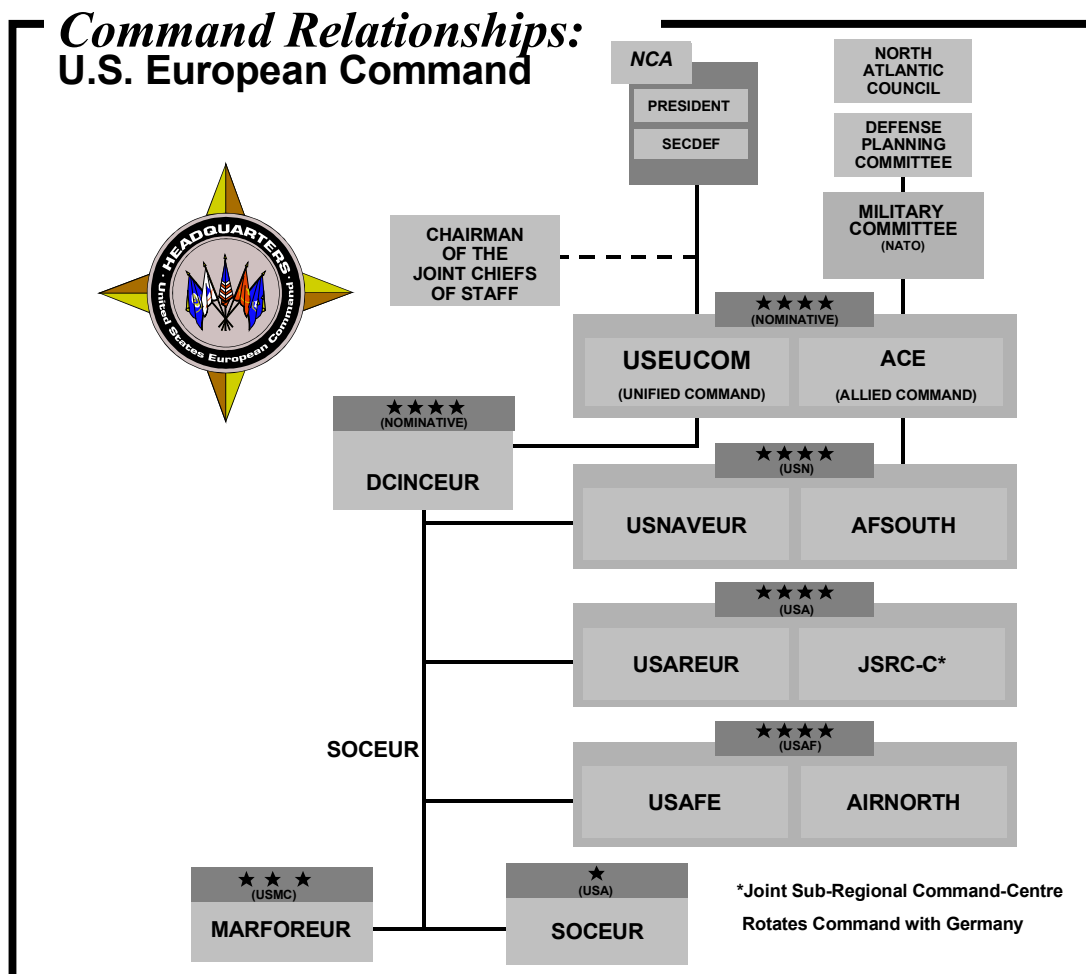 Command Relationships:
U.S. European Command
NCA
PRESIDENT
SECDEF
NORTH
ATLANTIC
COUNCIL
DEFENSE
PLANNING
COMMITTEE
MILITARY
COMMITTEE
(NATO)
HEADQUARTERS
United States European Command
CHAIRMAN
OF THE
JOINT CHIEFS
OF STAFF
(NOMINATIVE)
USEUCOM
(UNIFIED COMMAND)
ACE
(ALLIED COMMAND)
(NOMINATIVE)
DCINCEUR
(USN)
USNAVEUR
AFSOUTH
(USA)
USAREUR
JSRC-C*
SOCEUR
(USAF)
USAFE
AIRNORTH
(USMC)
MARFOREUR
(USA)
SOCEUR
*Joint Sub-Regional Command-Centre
Rotates Command with Germany